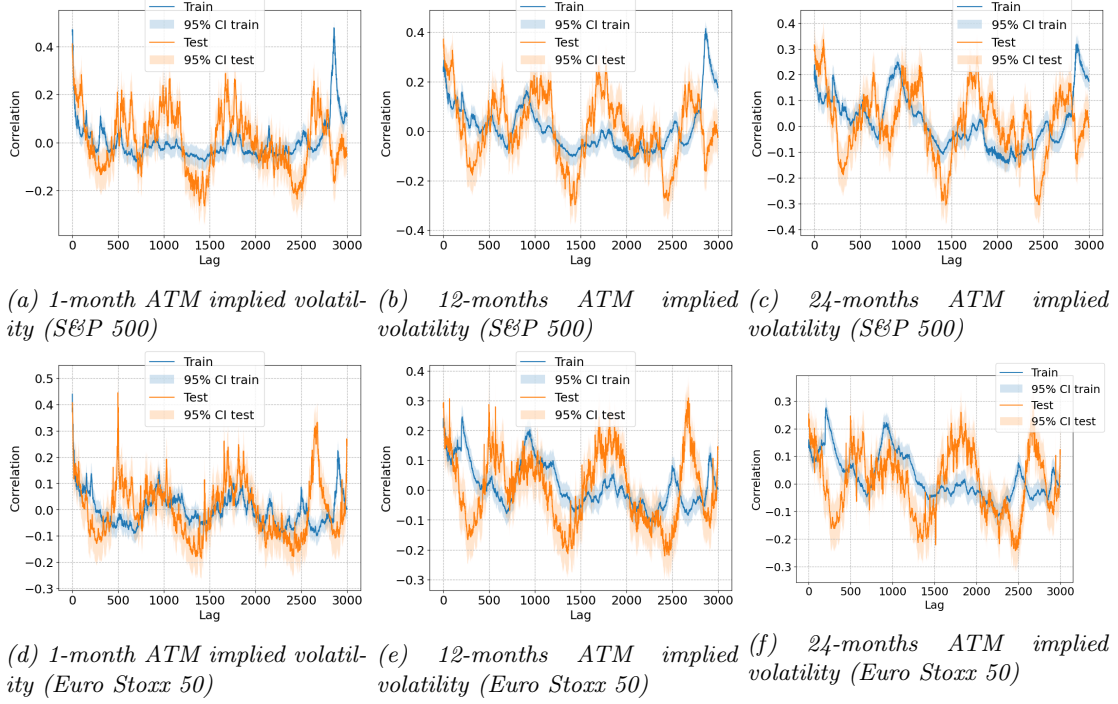 Train
95% CI train
Test
95% CI test
Correlation
0.4
0.2
0.0
−0.2
0 500 1000 1500 2000 2500 3000
Lag
Train
95% CI train
Test
95% CI test
Correlation
0.4
0.2
0.0
−0.2
−0.4
0 500 1000 1500 2000 2500 3000
Lag
Train
95% CI train
Test
95% CI test
Correlation
0.4
0.3
0.2
0.1
0.0
−0.1
−0.2
−0.3
−0.4
0 500 1000 1500 2000 2500 3000
Lag
(a) 1-month ATM implied volatil-
ity (S&P 500)
(b) 12-months ATM implied
volatility (S&P 500)
(c) 24-months ATM implied
volatility (S&P 500)
Train
95% CI train
Test
95% CI test
Correlation
0.5
0.4
0.3
0.2
0.1
0.0
−0.1
−0.2
−0.3
0 500 1000 1500 2000 2500 3000
Lag
Train
95% CI train
Test
95% CI test
Correlation
0.4
0.3
0.2
0.1
0.0
−0.1
−0.2
−0.3
0 500 1000 1500 2000 2500 3000
Lag
Train
95% CI train
Test
95% CI test
Correlation
0.3
0.2
0.1
0.0
−0.1
−0.2
−0.3
0 500 1000 1500 2000 2500 3000
Lag
(d) 1-month ATM implied volatil-
ity (Euro Stoxx 50)
(e) 12-months ATM implied
volatility (Euro Stoxx 50)
(f) 24-months ATM implied
volatility (Euro Stoxx 50)